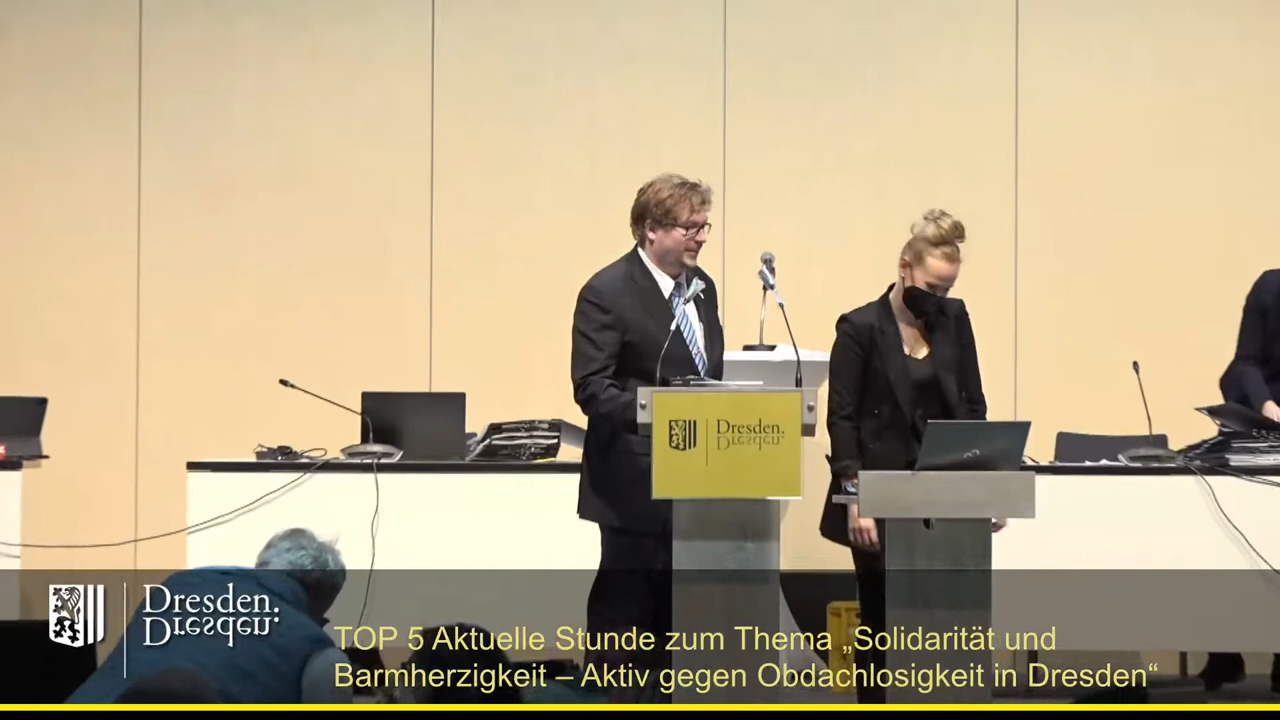 Dresden.
Dresden.
Dresden.
Dresden.
TOP 5 Aktuelle Stunde zum Thema „Solidarität und
Barmherzigkeit – Aktiv gegen Obdachlosigkeit in Dresden“